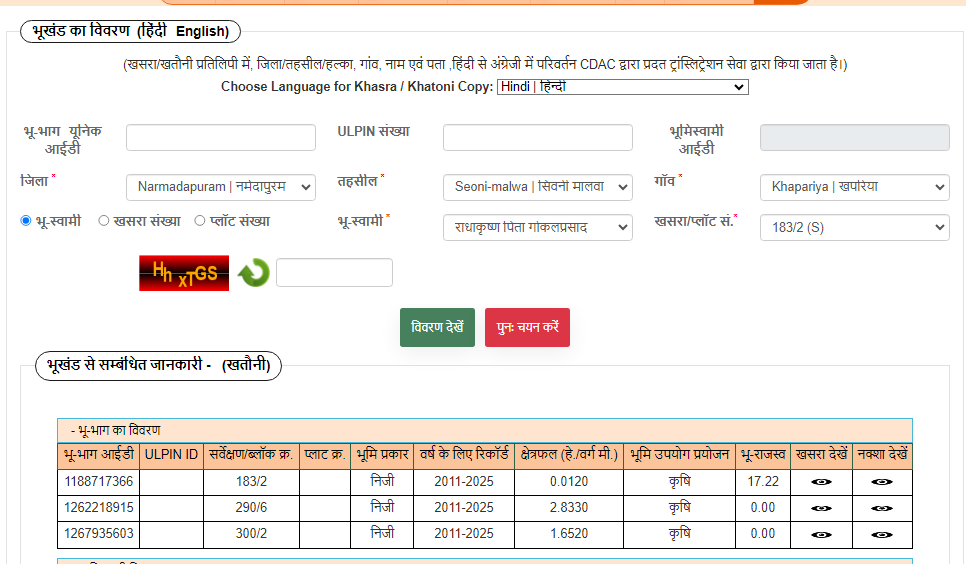 भूखंड का विवरण (हिंदी English)
(खसरा/खतौनी प्रतिलिपी में, जिला/तहसील/हल्का, गांव, नाम एवं पता ,हिंदी से अंग्रेजी में परिवर्तन CDAC द्वारा प्रदत ट्रांस्लिट्रेशन सेवा द्वारा किया जाता है।)
Choose Language for Khasra / Khatoni Copy: Hindi | हिन्दी
भू-भाग यूनिक आईडी ULPIN संख्या भूमिस्वामी आईडी
जिला * Narmadapuram | नर्मदापुरम तहसील * Seoni-malwa | सिवनी मालवा गाँव * Khapariya | खपरिया
भू-स्वामी खसरा संख्या प्लॉट संख्या भू-स्वामी * राधाकृष्ण पिता गोकलप्रसाद खसरा/प्लॉट सं.* 183/2 (S)
HhxTGS
विवरण देखें पुनः चयन करें
भूखंड से सम्बंधित जानकारी - (खतौनी)
- भू-भाग का विवरण
भू-भाग आईडी ULPIN ID सर्वेक्षण/ब्लॉक क्र. प्लाट क्र. भूमि प्रकार वर्ष के लिए रिकॉर्ड क्षेत्रफल (हे./वर्ग मी.) भूमि उपयोग प्रयोजन भू-राजस्व खसरा देखें नक्शा देखें
1188717366 183/2 निजी 2011-2025 0.0120 कृषि 17.22
1262218915 290/6 निजी 2011-2025 2.8330 कृषि 0.00
1267935603 300/2 निजी 2011-2025 1.6520 कृषि 0.00